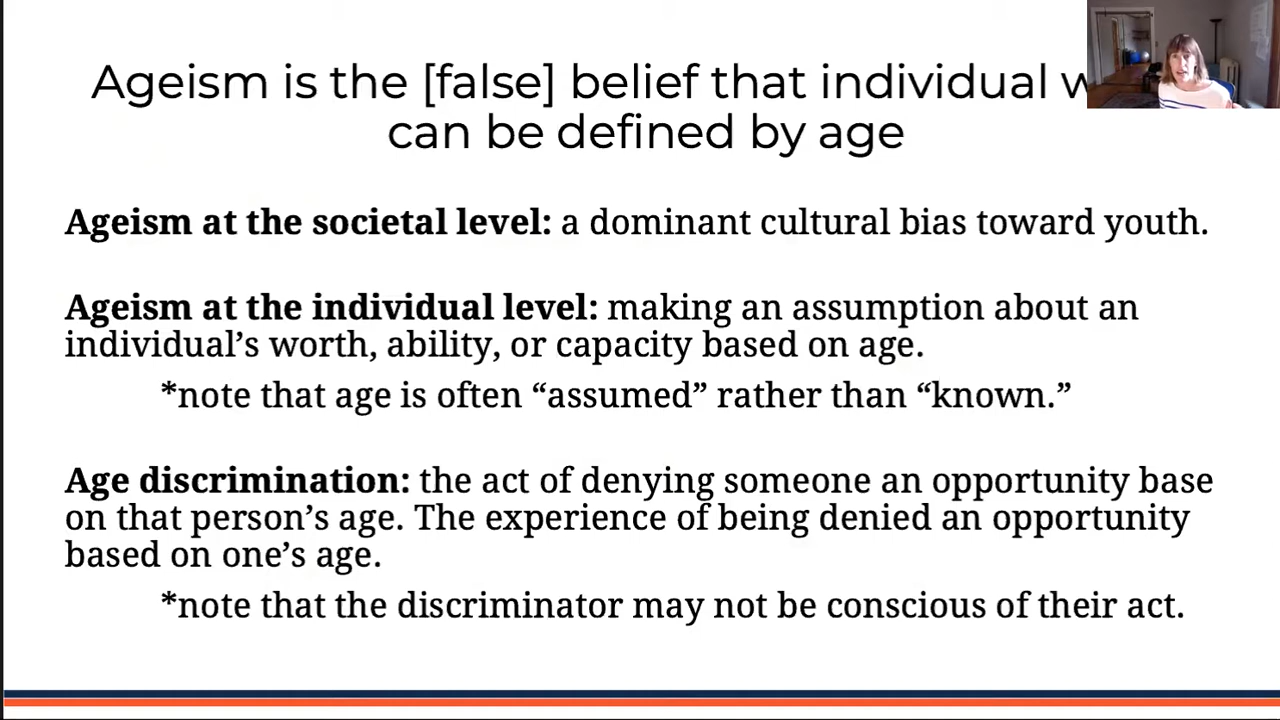 Ageism is the [false] belief that individual
can be defined by age
Ageism at the societal level: a dominant cultural bias toward youth.
Ageism at the individual level: making an assumption about an
individual’s worth, ability, or capacity based on age.
*note that age is often “assumed” rather than “known.”
Age discrimination: the act of denying someone an opportunity base
on that person’s age. The experience of being denied an opportunity
based on one’s age.
*note that the discriminator may not be conscious of their act.